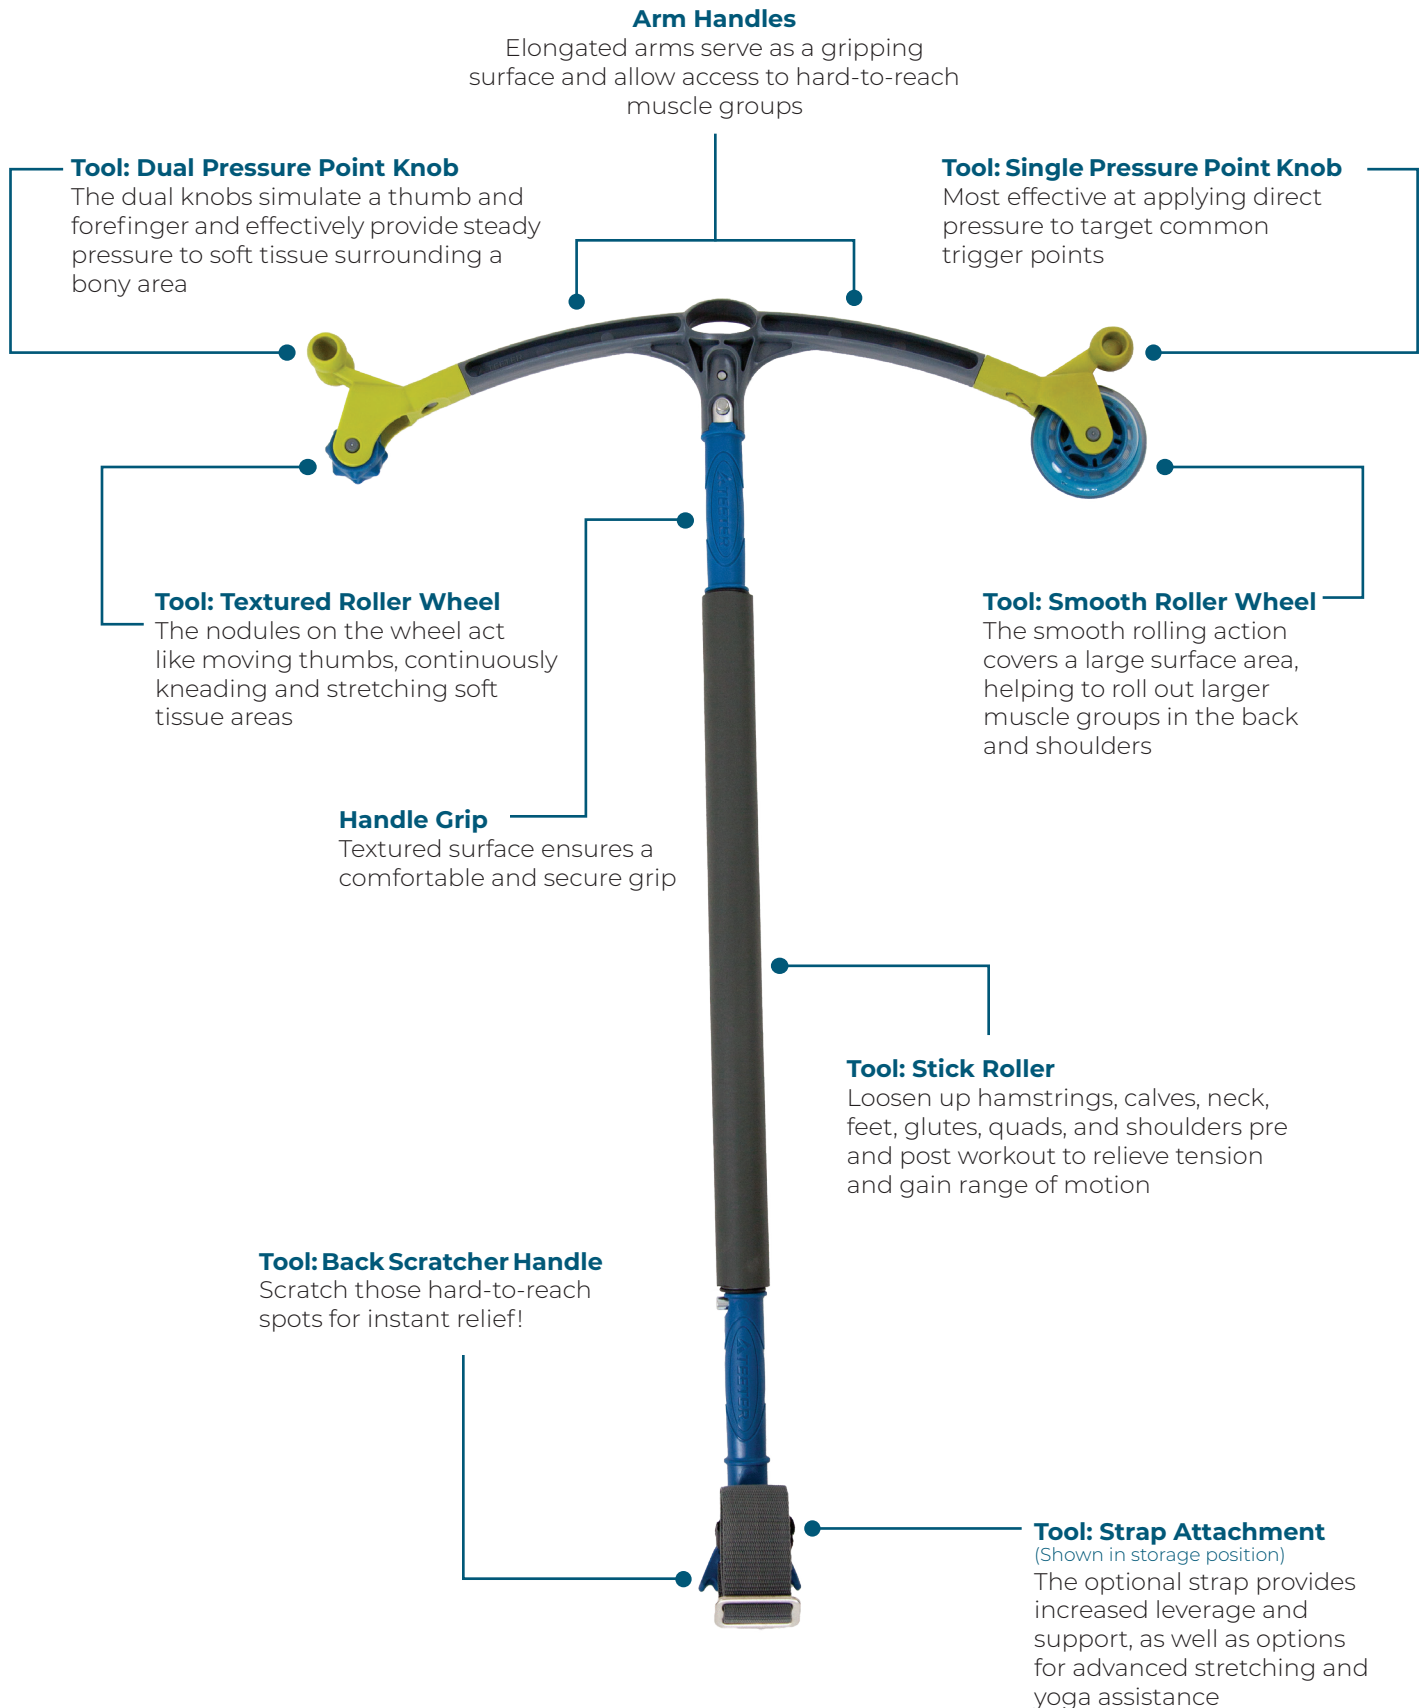 Arm Handles
Elongated arms serve as a gripping
surface and allow access to hard-to-reach
muscle groups
Tool: Dual Pressure Point Knob
The dual knobs simulate a thumb and
forefinger and effectively provide steady
pressure to soft tissue surrounding a
bony area
Tool: Single Pressure Point Knob
Most effective at applying direct
pressure to target common
trigger points
Tool: Textured Roller Wheel
The nodules on the wheel act
like moving thumbs, continuously
kneading and stretching soft
tissue areas
Tool: Smooth Roller Wheel
The smooth rolling action
covers a large surface area,
helping to roll out larger
muscle groups in the back
and shoulders
Handle Grip
Textured surface ensures a
comfortable and secure grip
Tool: Stick Roller
Loosen up hamstrings, calves, neck,
feet, glutes, quads, and shoulders pre
and post workout to relieve tension
and gain range of motion
Tool: Back Scratcher Handle
Scratch those hard-to-reach
spots for instant relief!
Tool: Strap Attachment
(Shown in storage position)
The optional strap provides
increased leverage and
support, as well as options
for advanced stretching and
yoga assistance